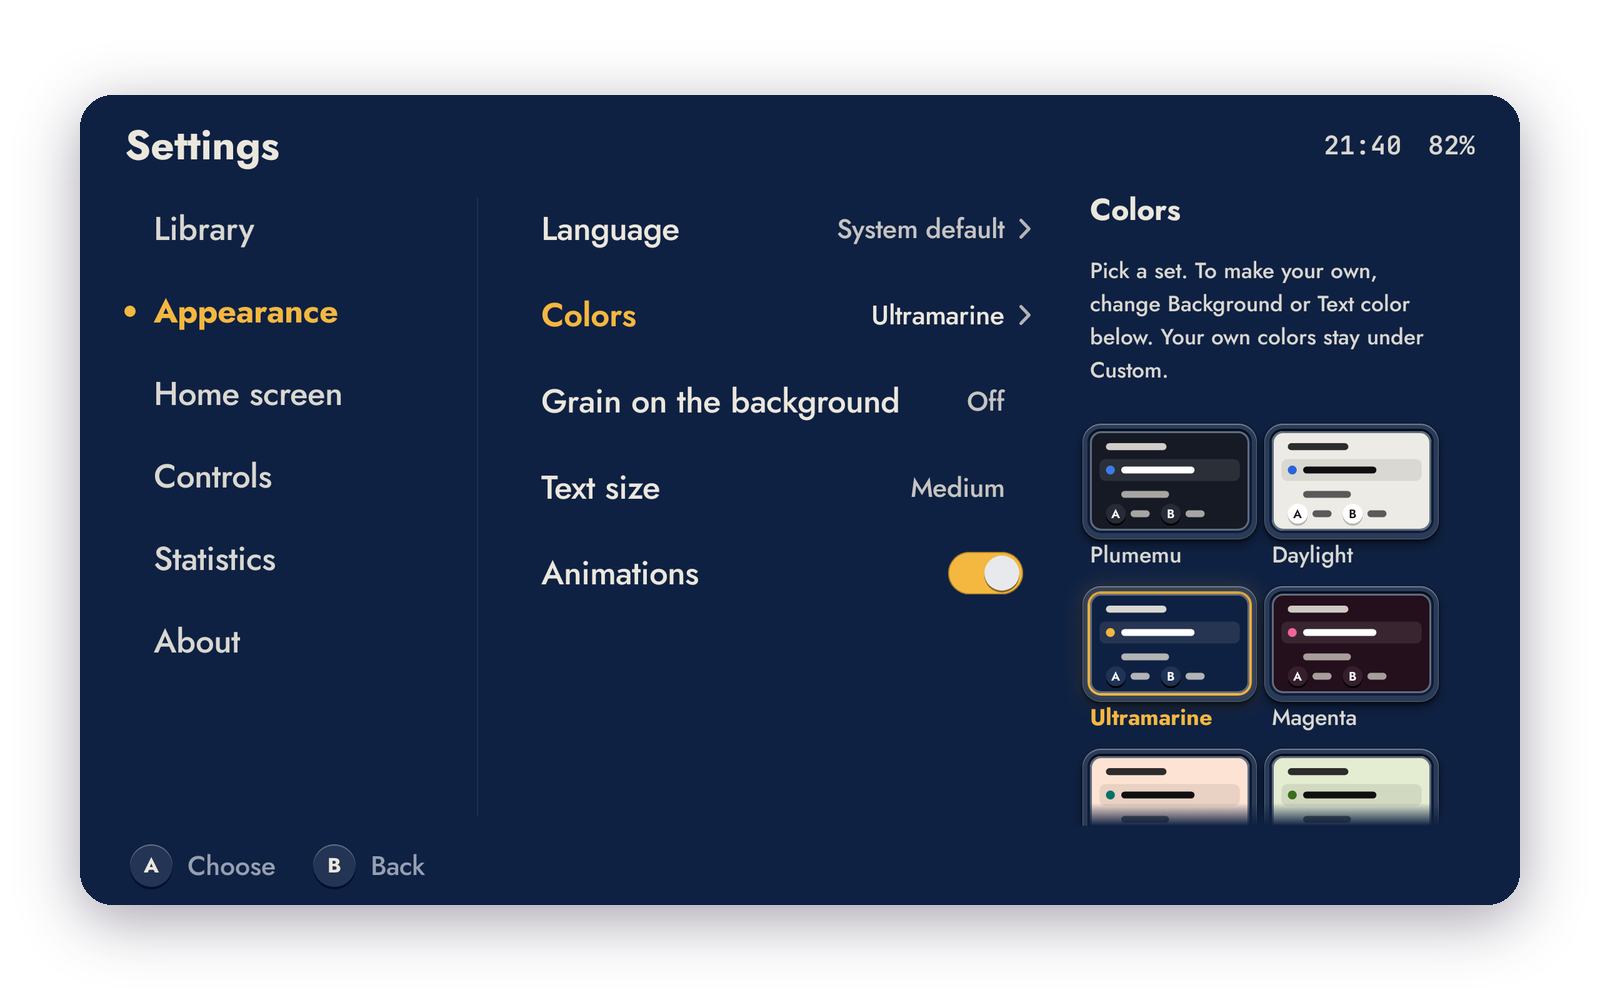 Settings
21:40 82%
Library
Appearance
Home screen
Controls
Statistics
About
Language System default
Colors Ultramarine
Grain on the background Off
Text size Medium
Animations
Colors
Pick a set. To make your own,
change Background or Text color
below. Your own colors stay under
Custom.
A B
A B
Plumemu Daylight
A B
A B
Ultramarine Magenta
A Choose B Back